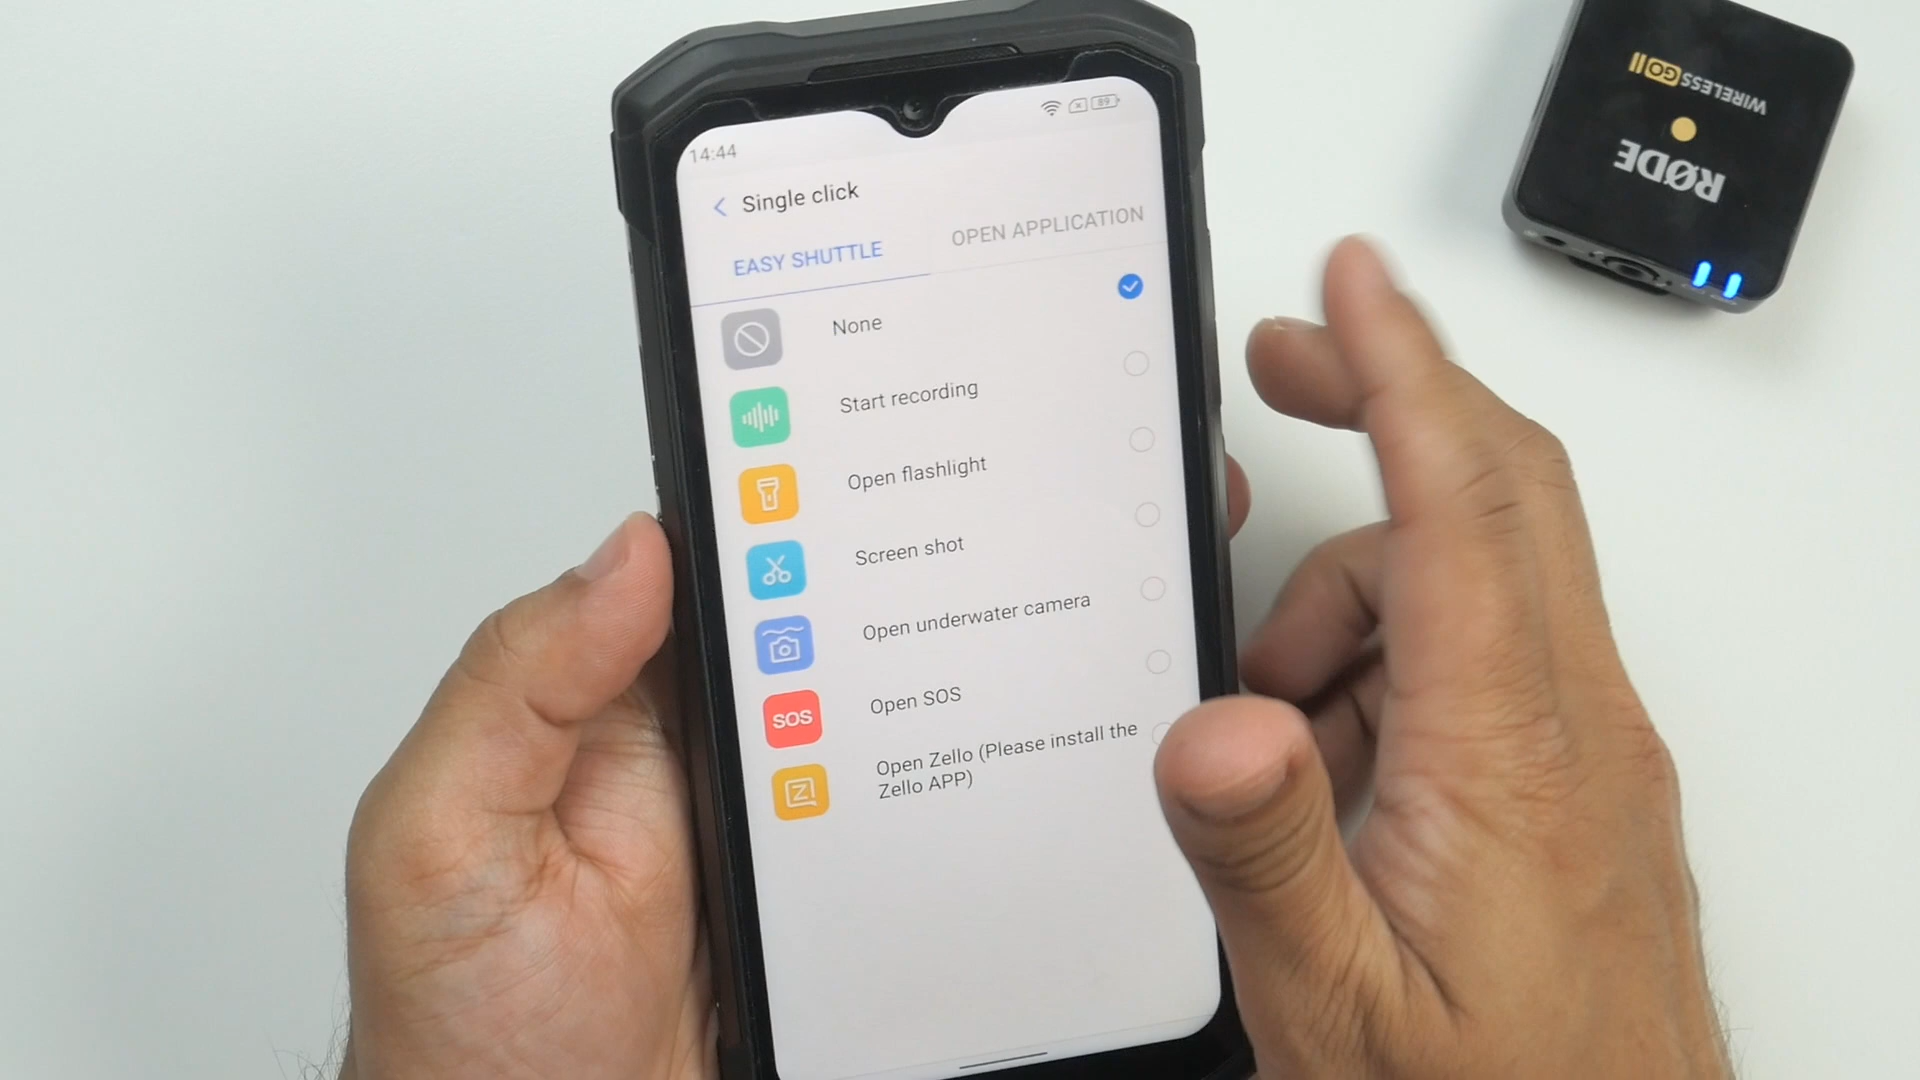 14:44
89
Single click
EASY SHUTTLE
OPEN APPLICATION
None
Start recording
Open flashlight
Screen shot
Open underwater camera
SOS
Open SOS
Z
Open Zello (Please install the
Zello APP)
RØDE
WIRELESS GO II